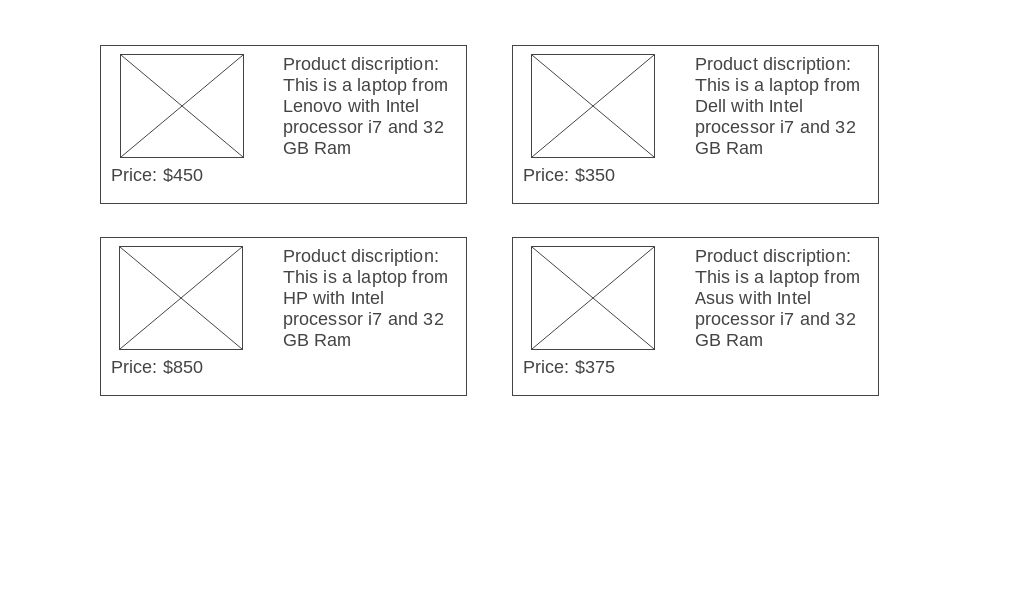 Product discription:
This is a laptop from
Lenovo with Intel
processor i7 and 32
GB Ram
Price: $450
Product discription:
This is a laptop from
Dell with Intel
processor i7 and 32
GB Ram
Price: $350
Product discription:
This is a laptop from
HP with Intel
processor i7 and 32
GB Ram
Price: $850
Product discription:
This is a laptop from
Asus with Intel
processor i7 and 32
GB Ram
Price: $375